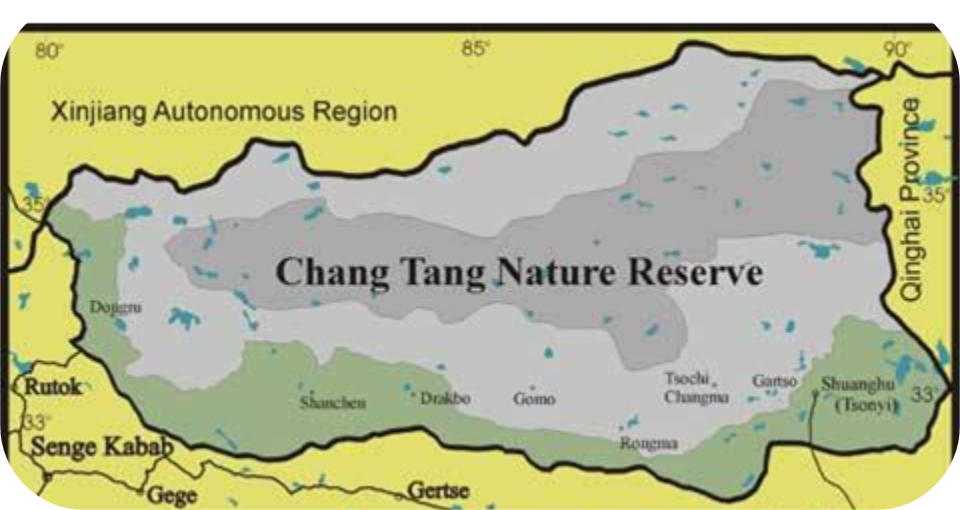 80°
85°
90°
Xinjiang Autonomous Region
Qinghai Province
35°
35°
Chang Tang Nature Reserve
Domgru
Rutok
Shanchen
Drakbo
Gomo
Tsochi
Changma
Gartso
Shuanghu
(Tsonyi)
33°
33°
Senge Kabab
Rongma
Gege
Gertse